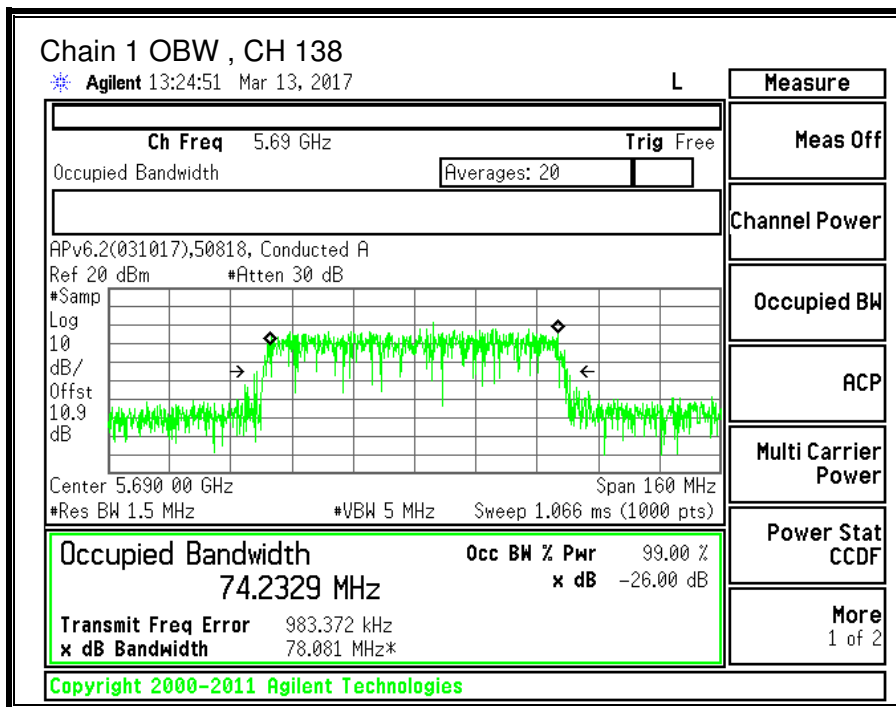 Chain 1 OBW , CH 138
Agilent 13:24:51 Mar 13, 2017 L
Measure
Ch Freq 5.69 GHz Trig Free
Occupied Bandwidth Averages: 20
APv6.2(031017),50818, Conducted A
Ref 20 dBm #Atten 30 dB
#Samp
Log
10
dB/
Offst
10.9
dB
Center 5.690 00 GHz Span 160 MHz
#Res BW 1.5 MHz #VBW 5 MHz Sweep 1.066 ms (1000 pts)
Occupied Bandwidth Occ BW % Pwr 99.00 %
74.2329 MHz x dB -26.00 dB
Transmit Freq Error 983.372 kHz
x dB Bandwidth 78.081 MHz*
Copyright 2000-2011 Agilent Technologies
Meas Off
Channel Power
Occupied BW
ACP
Multi Carrier
Power
Power Stat
CCDF
More
1 of 2